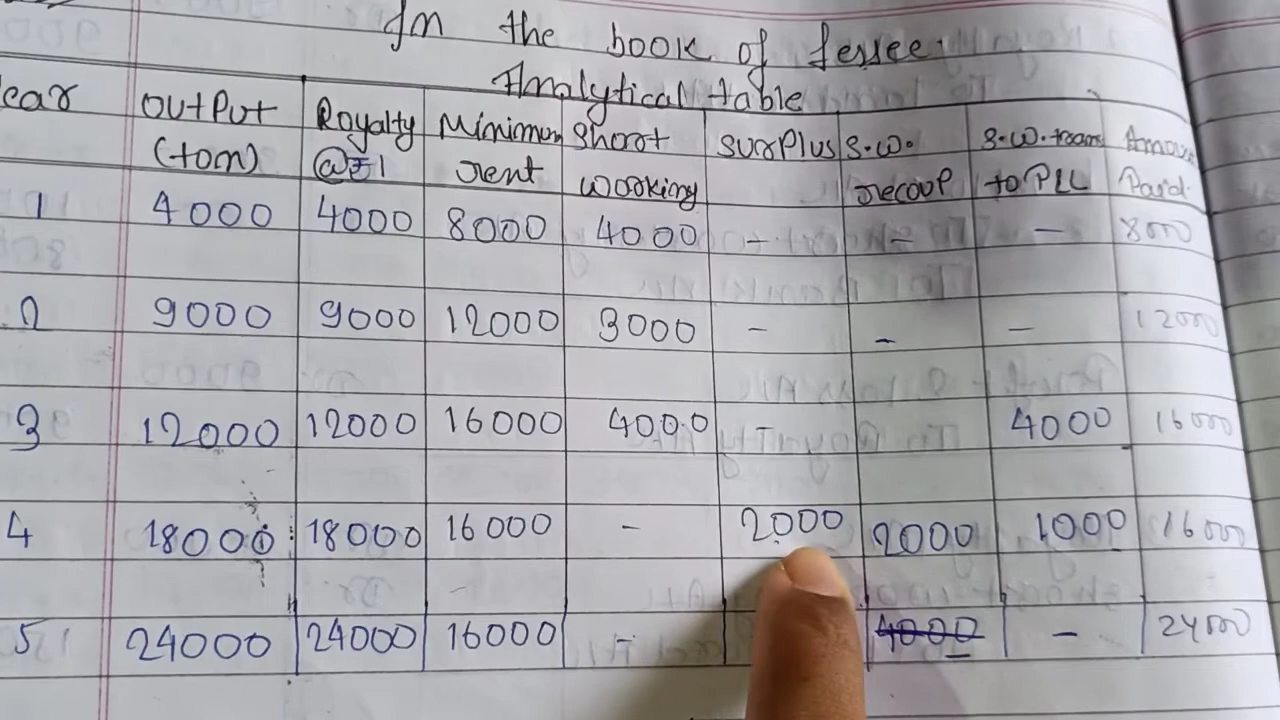 In the book of Lessee.
Analytical table
ear OUTPUT (ton) Royalty @₹1 Minimum rent Short working SURPlus S.W. recoup S.W. trans to P/L Amou Paid.
1 4000 4000 8000 4000 - - - 8000
2 9000 9000 12000 3000 - - - 12000
3 12000 12000 16000 4000 - 4000 16000
4 18000 18000 16000 - 2000 2000 1000 16000
5 24000 24000 16000 - 4000 - 24000